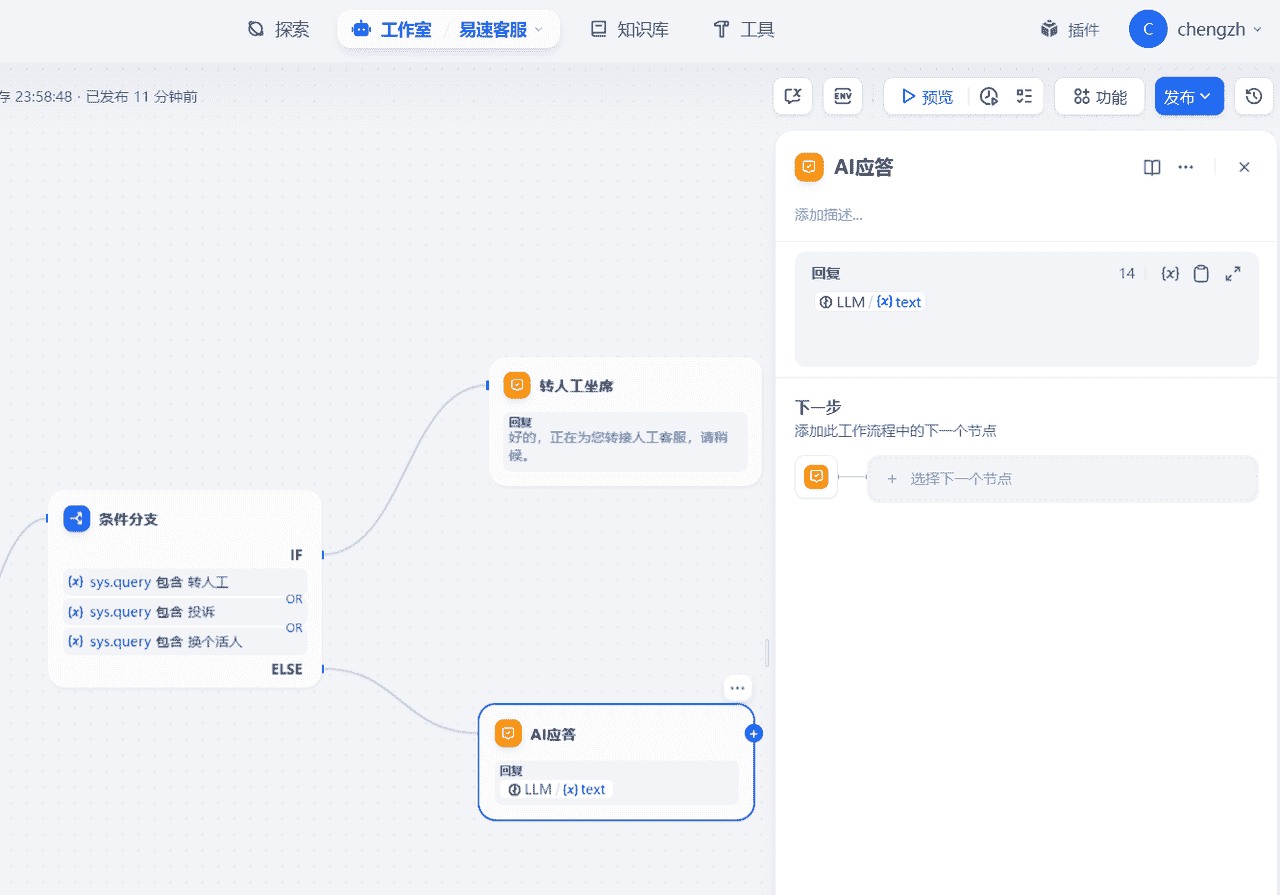 探索
工作室 / 易速客服
知识库
工具
插件
C chengzh
存 23:58:48 · 已发布 11 分钟前
ENV
预览
功能
发布
AI应答
添加描述...
回复 14 {x}
LLM / {x} text
下一步
添加此工作流程中的下一个节点
+ 选择下一个节点
转人工坐席
回复
好的，正在为您转接人工客服，请稍
候。
条件分支
IF
{x} sys.query 包含 转人工
OR
{x} sys.query 包含 投诉
OR
{x} sys.query 包含 换个活人
ELSE
AI应答
回复
LLM / {x} text